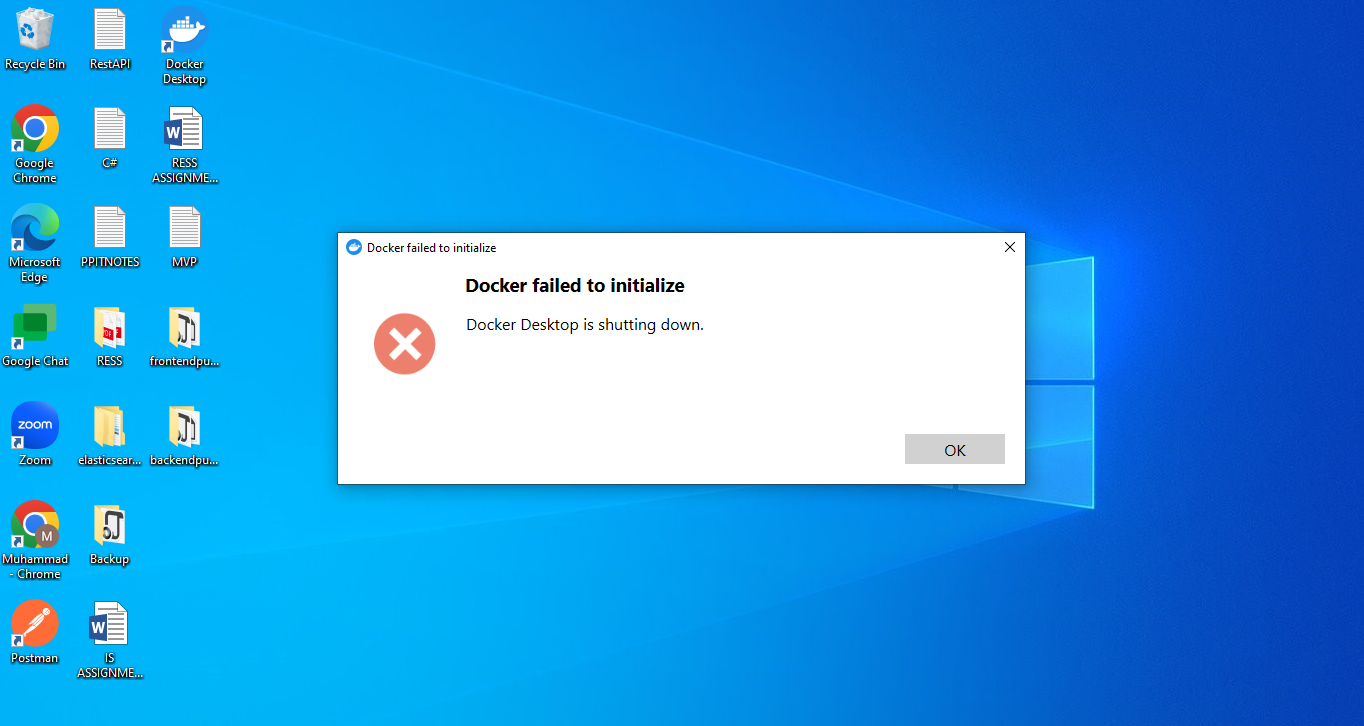 Recycle Bin
RestAPI
Docker
Desktop
Google
Chrome
C#
RESS
ASSIGNME...
Microsoft
Edge
PPITNOTES
MVP
Google Chat
RESS
frontendpu...
zoom
Zoom
elasticsear...
backendpu...
M
Muhammad
- Chrome
Backup
Postman
W
IS
ASSIGNME...
Docker failed to initialize
Docker failed to initialize
Docker Desktop is shutting down.
OK